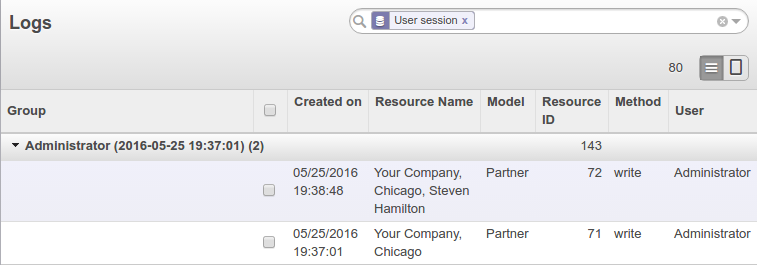 Logs
User session x
80
Group
Created on
Resource Name
Model
Resource
ID
Method
User
Administrator (2016-05-25 19:37:01) (2)
143
05/25/2016
19:38:48
Your Company,
Chicago, Steven
Hamilton
Partner
72
write
Administrator
05/25/2016
19:37:01
Your Company,
Chicago
Partner
71
write
Administrator